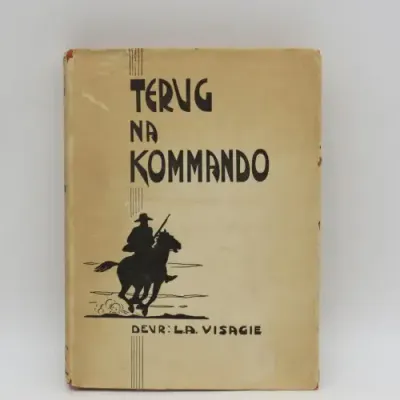 TERUG
NA
KOMMANDO
DEUR: L.A. VISAGIE